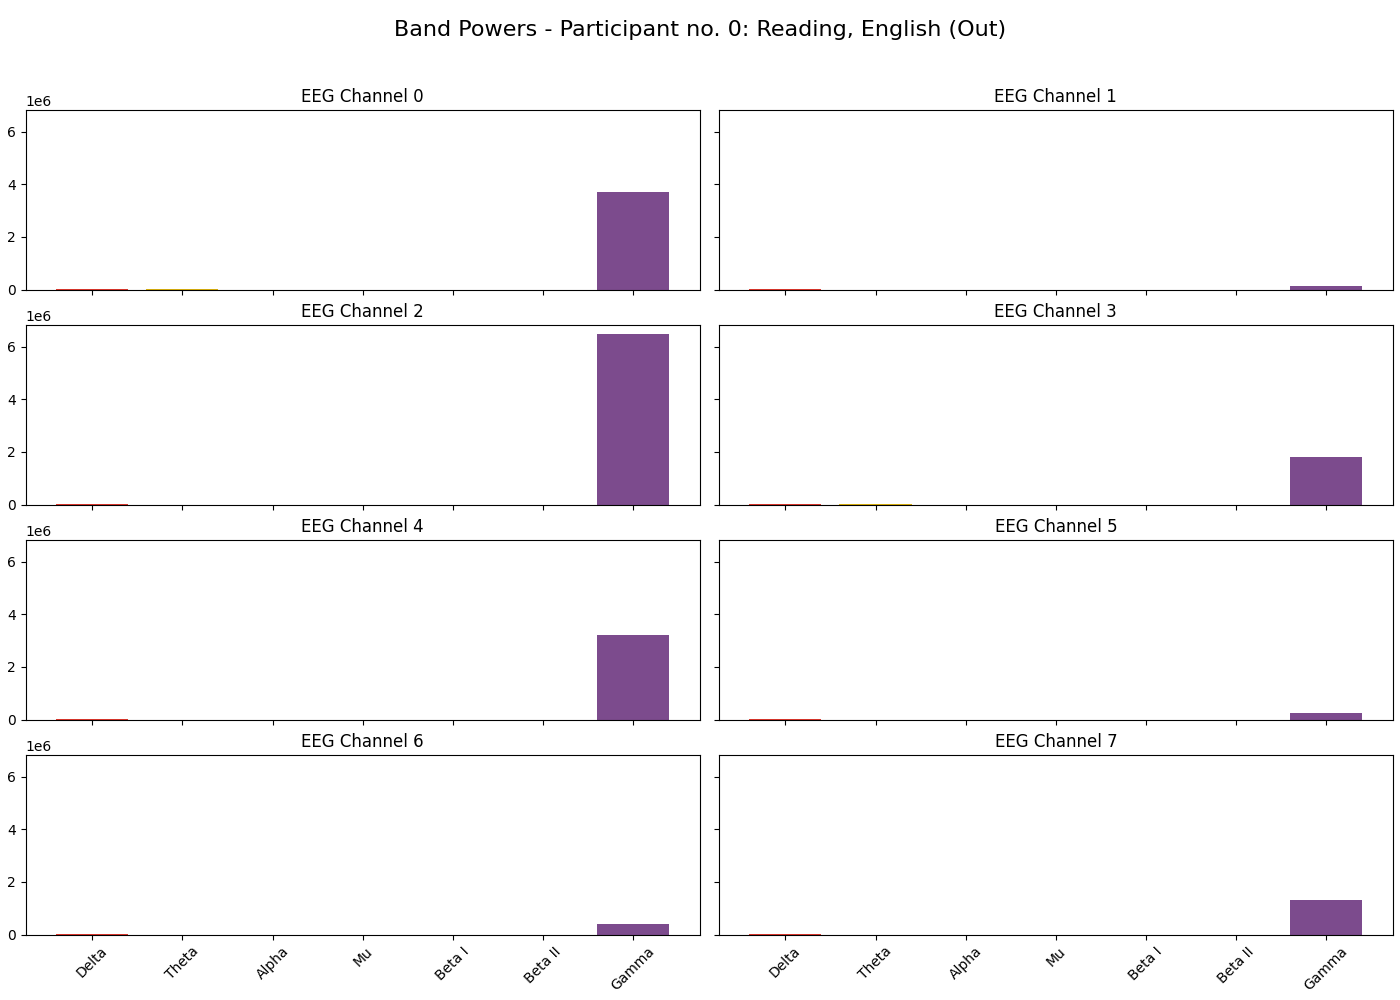 Band Powers - Participant no. 0: Reading, English (Out)
EEG Channel 0
1e6
6
4
2
0
EEG Channel 1
EEG Channel 2
1e6
6
4
2
0
EEG Channel 3
EEG Channel 4
1e6
6
4
2
0
EEG Channel 5
EEG Channel 6
1e6
6
4
2
0
Delta Theta Alpha Mu Beta I Beta II Gamma
EEG Channel 7
Delta Theta Alpha Mu Beta I Beta II Gamma